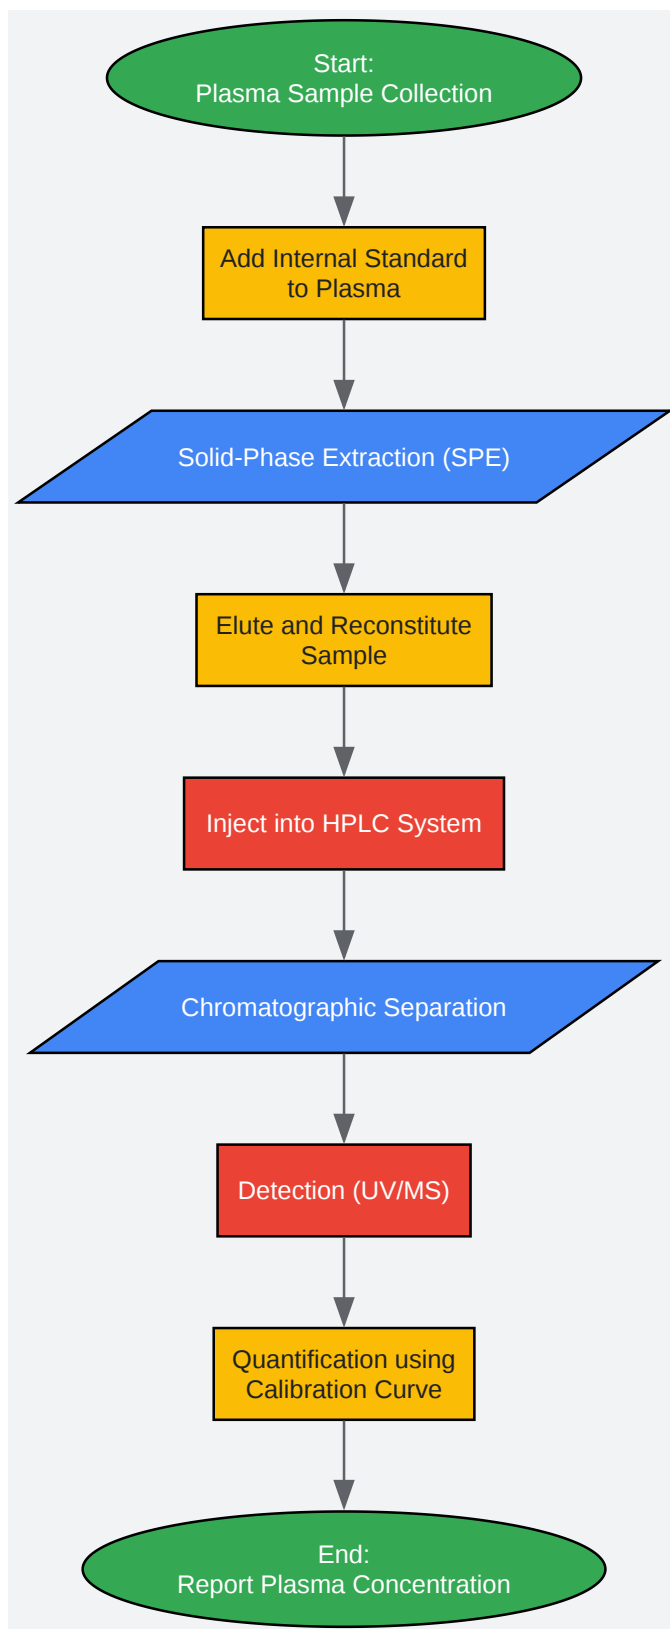 Start:
Plasma Sample Collection
Add Internal Standard
to Plasma
Solid-Phase Extraction (SPE)
Elute and Reconstitute
Sample
Inject into HPLC System
Chromatographic Separation
Detection (UV/MS)
Quantification using
Calibration Curve
End:
Report Plasma Concentration